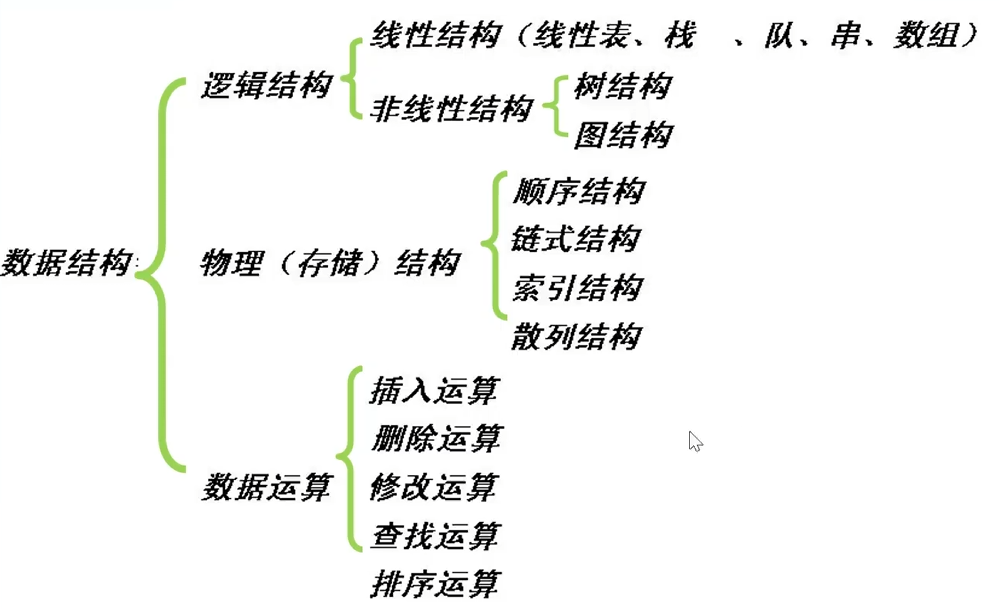 线性结构（线性表、栈 、队、串、数组）
逻辑结构
非线性结构
树结构
图结构
数据结构
物理（存储）结构
顺序结构
链式结构
索引结构
散列结构
数据运算
插入运算
删除运算
修改运算
查找运算
排序运算